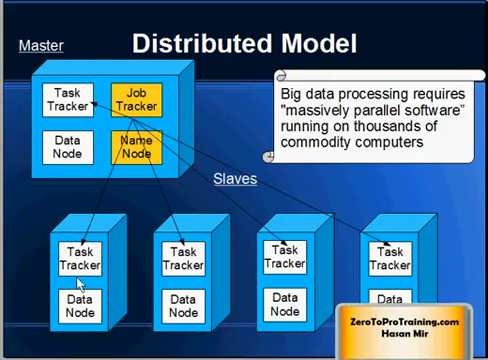 Master
Distributed Model
Task
Tracker
Job
Tracker
Data
Node
Name
Node
Big data processing requires
"massively parallel software"
running on thousands of
commodity computers
Slaves
Task
Tracker
Task
Tracker
Task
Tracker
Task
Tracker
Data
Node
Data
Node
Data
Node
Data
ZeroToProTraining.com
Hasan Mir